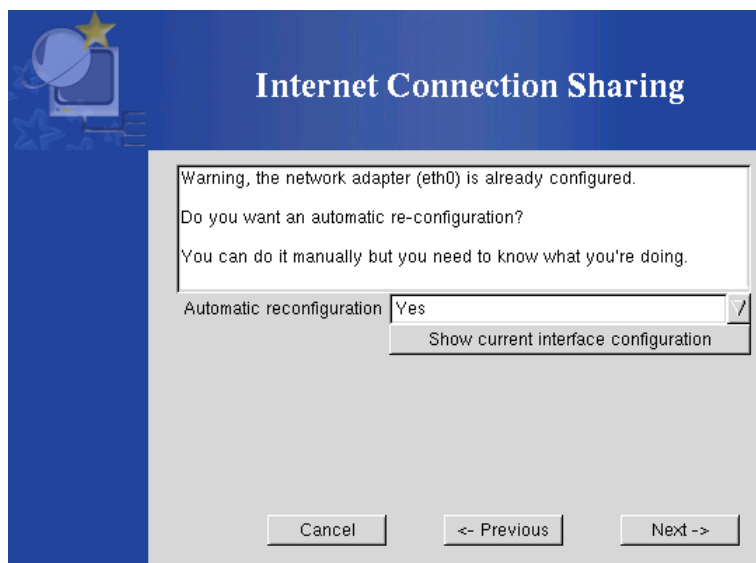 Internet Connection Sharing
Warning, the network adapter (eth0) is already configured.
Do you want an automatic re-configuration?
You can do it manually but you need to know what you're doing.
Automatic reconfiguration Yes
Show current interface configuration
Cancel <- Previous Next ->